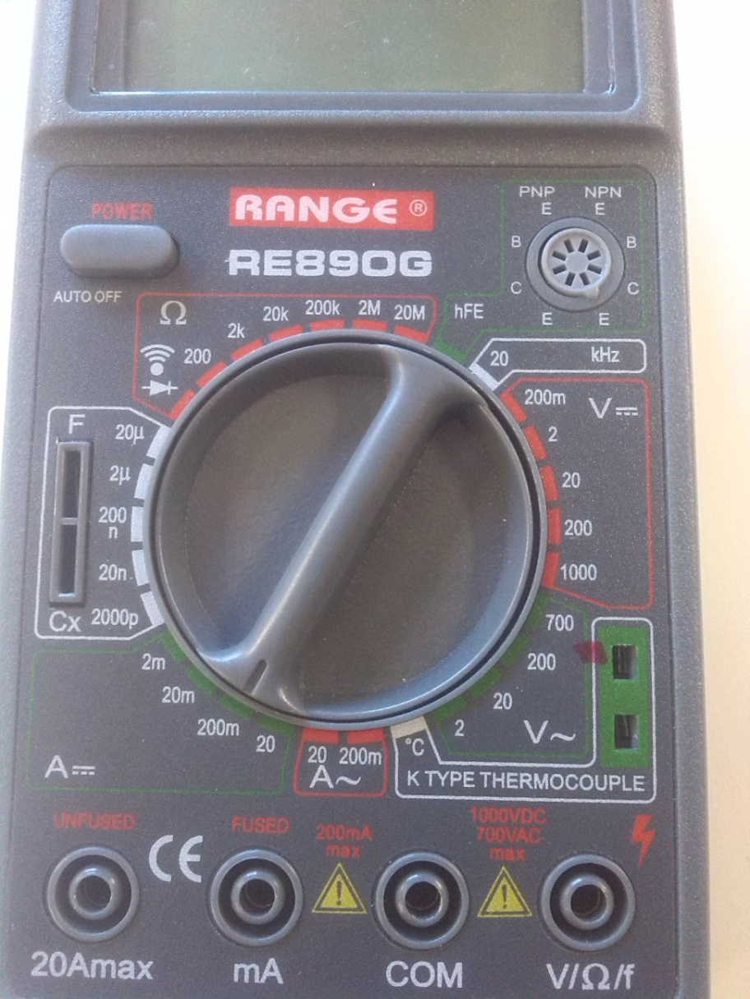 POWER
RANGE ®
RE890G
AUTO OFF
PNP NPN
E E
B B
C C
E E
hFE
Ω
200 2k 20k 200k 2M 20M
20 kHz
200m V⎓
2
20
200
1000
F
20µ
2µ
200
n
20n
2000p
Cx
2m
20m
200m
20
A⎓
20 200m
A~
700
200
20
2
V~
°C
K TYPE THERMOCOUPLE
UNFUSED
CE
FUSED
200mA
max
1000VDC
700VAC
max
!
!
20Amax
mA
COM
V/Ω/f